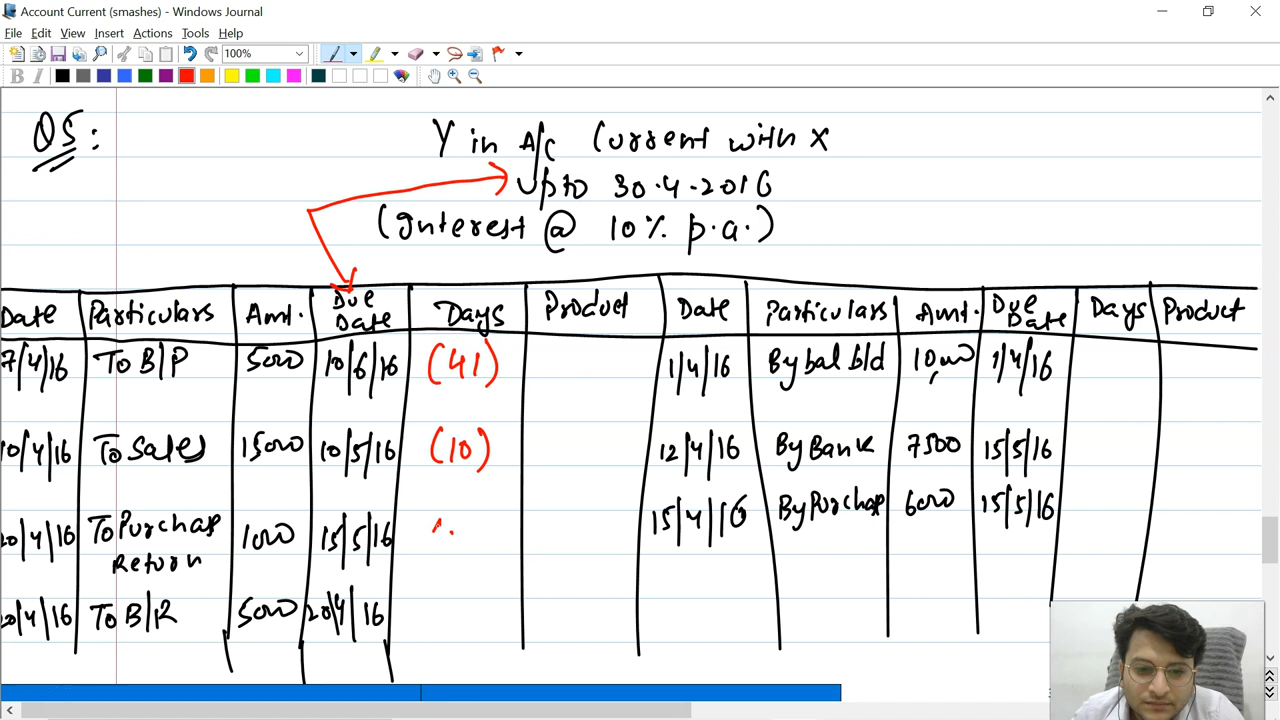 Account Current (smashes) - Windows Journal
File Edit View Insert Actions Tools Help
100%
B I
Q5:
Y in A/C Current with X
upto 30.4.2016
(Interest @ 10% p.a.)
Date Particulars Amt. Due Date Days Product Date Particulars Amt. Due Date Days Product
7/4/16 To B/P 5000 10/6/16 (41) 1/4/16 By bal b/d 10,000 1/4/16
10/4/16 To Sales 15000 10/5/16 (10) 12/4/16 By Bank 7500 15/5/16
15/4/16 By Purchase 6000 15/5/16
20/4/16 To Purchase Return 1000 15/5/16
20/4/16 To B/R 5000 20/4/16